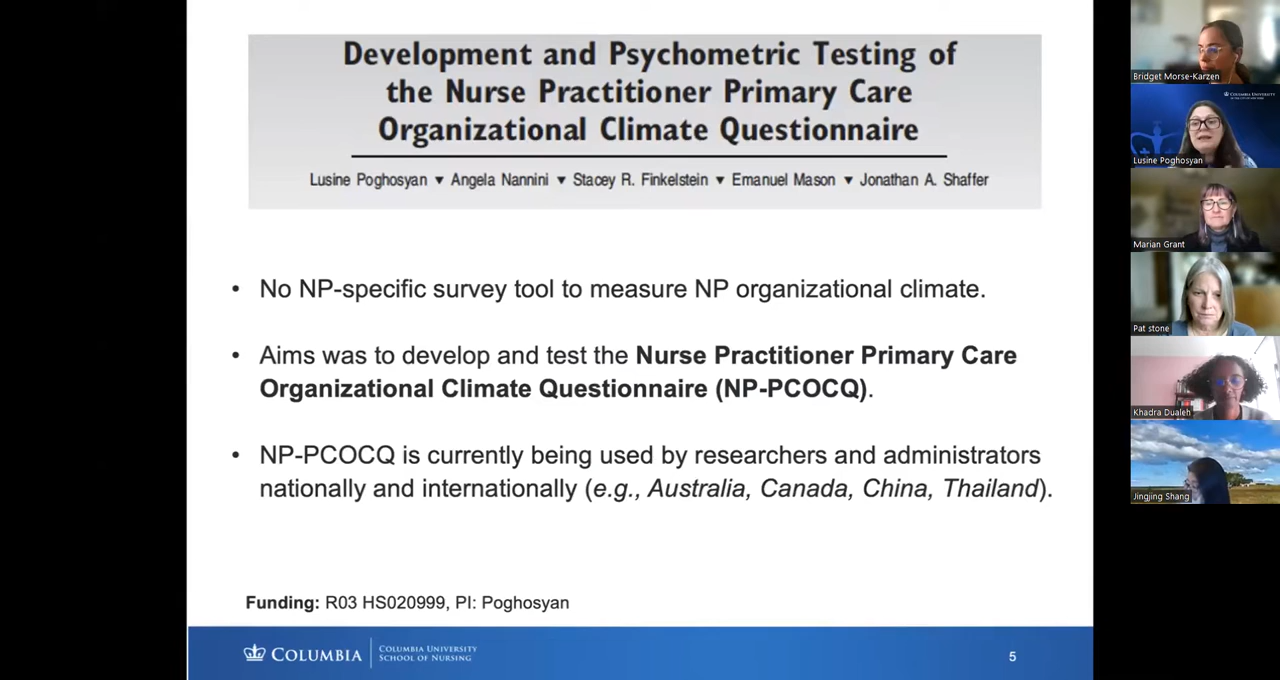 Development and Psychometric Testing of
the Nurse Practitioner Primary Care
Organizational Climate Questionnaire
Lusine Poghosyan ▼ Angela Nannini ▼ Stacey R. Finkelstein ▼ Emanuel Mason ▼ Jonathan A. Shaffer
• No NP-specific survey tool to measure NP organizational climate.
• Aims was to develop and test the Nurse Practitioner Primary Care
Organizational Climate Questionnaire (NP-PCOCQ).
• NP-PCOCQ is currently being used by researchers and administrators
nationally and internationally (e.g., Australia, Canada, China, Thailand).
Funding: R03 HS020999, PI: Poghosyan
COLUMBIA
COLUMBIA UNIVERSITY
SCHOOL OF NURSING
5
Bridget Morse-Karzen
COLUMBIA UNIVERSITY
Lusine Poghosyan
Marian Grant
Pat stone
Khadra Dualeh
Jingjing Shang